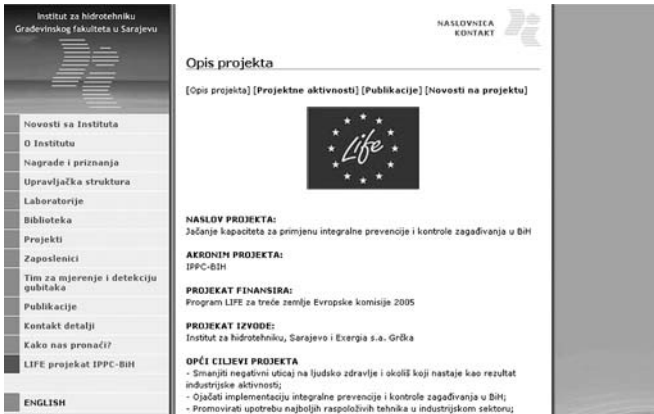 Institut za hidrotehniku
Građevinskog fakulteta u Sarajevu
Novosti sa Instituta
O Institutu
Nagrade i priznanja
Upravljačka struktura
Laboratorije
Biblioteka
Projekti
Zaposlenici
Tim za mjerenje i detekciju
gubitaka
Publikacije
Kontakt detalji
Kako nas pronaći?
LIFE projekat IPPC-BiH
ENGLISH
NASLOVNICA
KONTAKT
Opis projekta
[Opis projekta] [Projektne aktivnosti] [Publikacije] [Novosti na projektu]
Life
NASLOV PROJEKTA:
Jačanje kapaciteta za primjenu integralne prevencije i kontrole zagađivanja u BiH
AKRONIM PROJEKTA:
IPPC-BIH
PROJEKAT FINANSIRA:
Program LIFE za treće zemlje Evropske komisije 2005
PROJEKAT IZVODE:
Institut za hidrotehniku, Sarajevo i Exergia s.a. Grčka
OPĆI CILJEVI PROJEKTA
- Smanjiti negativni uticaj na ljudsko zdravlje i okoliš koji nastaje kao rezultat
industrijske aktivnosti;
- Ojačati implementaciju integralne prevencije i kontrole zagađivanja u BiH;
- Promovirati upotrebu najboljih raspoloživih tehnika u industrijskom sektoru;